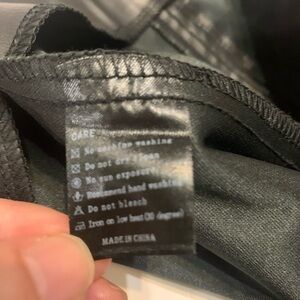 CARE
No machine washing
Do not dry clean
No sun exposure
Recommend hand washing
Do not bleach
Iron on low heat (30 degree)
MADE IN CHINA